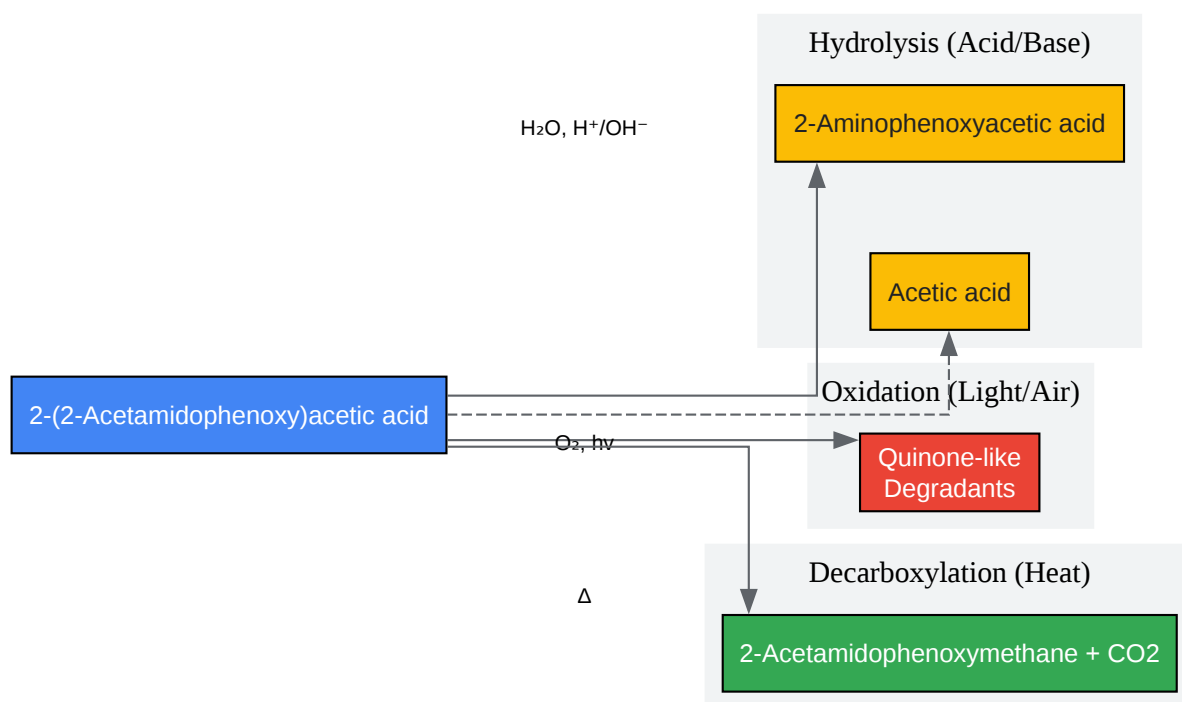 Hydrolysis (Acid/Base)
2-Aminophenoxyacetic acid
H₂O, H⁺/OH⁻
Acetic acid
Oxidation (Light/Air)
2-(2-Acetamidophenoxy)acetic acid
O₂, hν
Quinone-like
Degradants
Decarboxylation (Heat)
Δ
2-Acetamidophenoxymethane + CO2